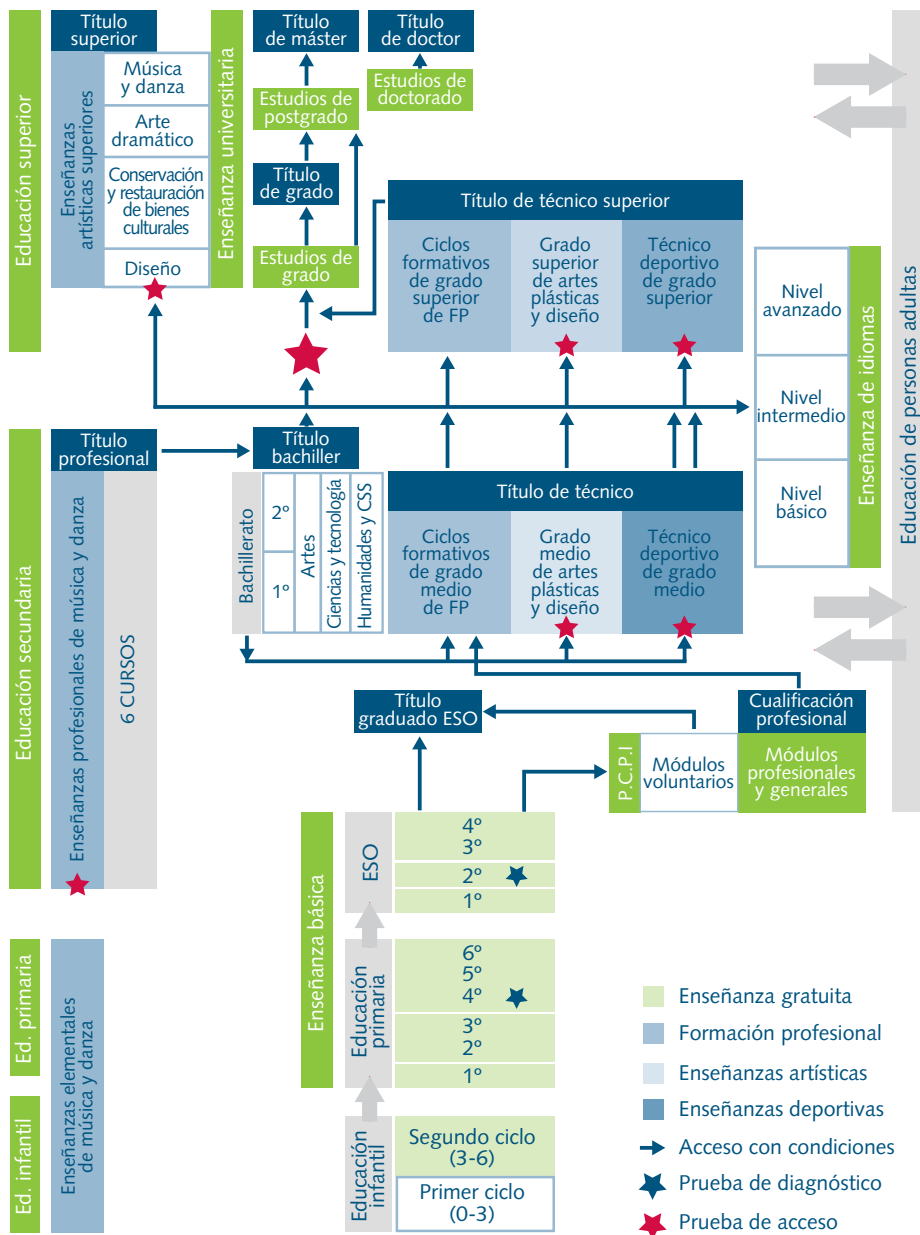 Educación superior
Título
superior
Enseñanzas
artísticas superiores
Música
y danza
Arte
dramático
Conservación
y restauración
de bienes
culturales
Diseño
Enseñanza universitaria
Título
de máster
Estudios de
postgrado
Título
de grado
Estudios
de grado
Título
de doctor
Estudios de
doctorado
Título de técnico superior
Ciclos
formativos
de grado
superior
de FP
Grado
superior
de artes
plásticas
y diseño
Técnico
deportivo
de grado
superior
Nivel
avanzado
Nivel
intermedio
Nivel
básico
Enseñanza de idiomas
Educación de personas adultas
Educación secundaria
Título
profesional
Enseñanzas profesionales de música y danza
6 CURSOS
Título
bachiller
Bachillerato
2º
1º
Artes
Ciencias y tecnología
Humanidades y CSS
Título de técnico
Ciclos
formativos
de grado
medio
de FP
Grado
medio
de artes
plásticas
y diseño
Técnico
deportivo
de grado
medio
Título
graduado ESO
Cualificación
profesional
P.C.P.I
Módulos
voluntarios
Módulos
profesionales
y generales
Enseñanza básica
ESO
4º
3º
2º
1º
Educación
primaria
6º
5º
4º
3º
2º
1º
Educación
infantil
Segundo ciclo
(3-6)
Primer ciclo
(0-3)
Ed. primaria
Ed. infantil
Enseñanzas elementales
de música y danza
Enseñanza gratuita
Formación profesional
Enseñanzas artísticas
Enseñanzas deportivas
Acceso con condiciones
Prueba de diagnóstico
Prueba de acceso